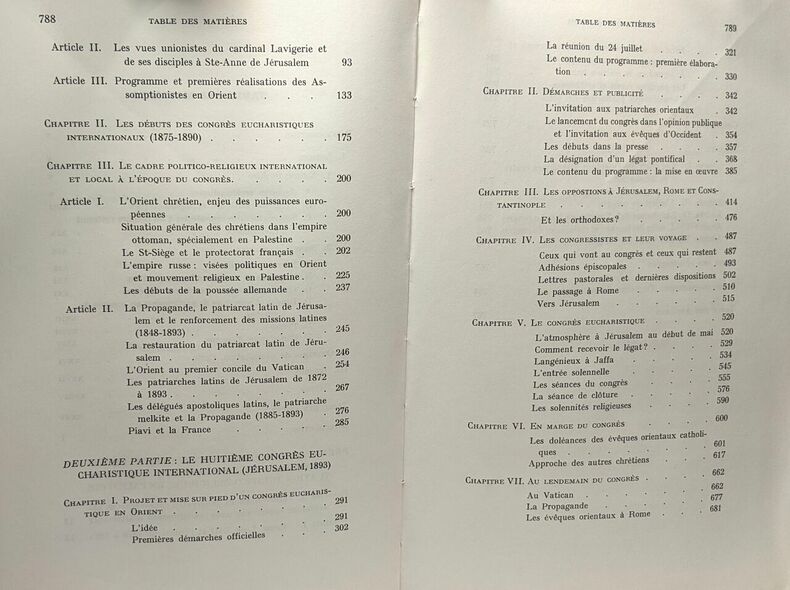 788
TABLE DES MATIÈRES
Article II. Les vues unionistes du cardinal Lavigerie et
de ses disciples à Ste-Anne de Jérusalem 93
Article III. Programme et premières réalisations des As-
somptionistes en Orient . . . 133
CHAPITRE II. LES DÉBUTS DES CONGRÈS EUCHARISTIQUES
INTERNATIONAUX (1875-1890) . . . . . . 175
CHAPITRE III. LE CADRE POLITICO-RELIGIEUX INTERNATIONAL
ET LOCAL À L'ÉPOQUE DU CONGRÈS. . . . . 200
Article I. L'Orient chrétien, enjeu des puissances euro-
péennes . . . . . . . 200
Situation générale des chrétiens dans l'empire
ottoman, spécialement en Palestine . . 200
Le St-Siège et le protectorat français . . 202
L'empire russe : visées politiques en Orient
et mouvement religieux en Palestine . . 225
Les débuts de la poussée allemande . . 237
Article II. La Propagande, le patriarcat latin de Jérusa-
lem et le renforcement des missions latines
(1848-1893) . . . . . . 245
La restauration du patriarcat latin de Jéru-
salem . . . . . . . 246
L'Orient au premier concile du Vatican . 254
Les patriarches latins de Jérusalem de 1872
à 1893 . . . . . . . 267
Les délégués apostoliques latins, le patriarche
melkite et la Propagande (1885-1893) . 276
Piavi et la France . . . . . 285
DEUXIÈME PARTIE : LE HUITIÈME CONGRÈS EU-
CHARISTIQUE INTERNATIONAL (JÉRUSALEM, 1893)
CHAPITRE I. PROJET ET MISE SUR PIED D'UN CONGRÈS EUCHARIS-
TIQUE EN ORIENT . . . . . . . 291
L'idée . . . . . . . 291
Premières démarches officielles . . . 302
TABLE DES MATIÈRES
789
La réunion du 24 juillet . . . . 321
Le contenu du programme : première élabora-
tion . . . . . . . 330
CHAPITRE II. DÉMARCHES ET PUBLICITÉ . . . . 342
L'invitation aux patriarches orientaux . 342
Le lancement du congrès dans l'opinion publique
et l'invitation aux évêques d'Occident . 354
Les débuts dans la presse . . . . 357
La désignation d'un légat pontifical . . 368
Le contenu du programme : la mise en œuvre 385
CHAPITRE III. LES OPPOSTIONS À JÉRUSALEM, ROME ET CONS-
TANTINOPLE . . . . . . . 414
Et les orthodoxes? . . . . . 476
CHAPITRE IV. LES CONGRESSISTES ET LEUR VOYAGE . . 487
Ceux qui vont au congrès et ceux qui restent 487
Adhésions épiscopales . . . . . 493
Lettres pastorales et dernières dispositions 502
Le passage à Rome . . . . . 510
Vers Jérusalem . . . . . 515
CHAPITRE V. LE CONGRÈS EUCHARISTIQUE . . . . 520
L'atmosphère à Jérusalem au début de mai 520
Comment recevoir le légat? . . . . 529
Langénieux à Jaffa . . . . . 534
L'entrée solennelle . . . . . 545
Les séances du congrès . . . . 555
La séance de clôture . . . . . 576
Les solennités religieuses . . . . 590
CHAPITRE VI. EN MARGE DU CONGRÈS . . . . 600
Les doléances des évêques orientaux catholi-
ques . . . . . . . 601
Approche des autres chrétiens . . . 617
CHAPITRE VII. AU LENDEMAIN DU CONGRÈS . . . . 662
Au Vatican . . . . . . 662
La Propagande . . . . . . 677
Les évêques orientaux à Rome . . . 681